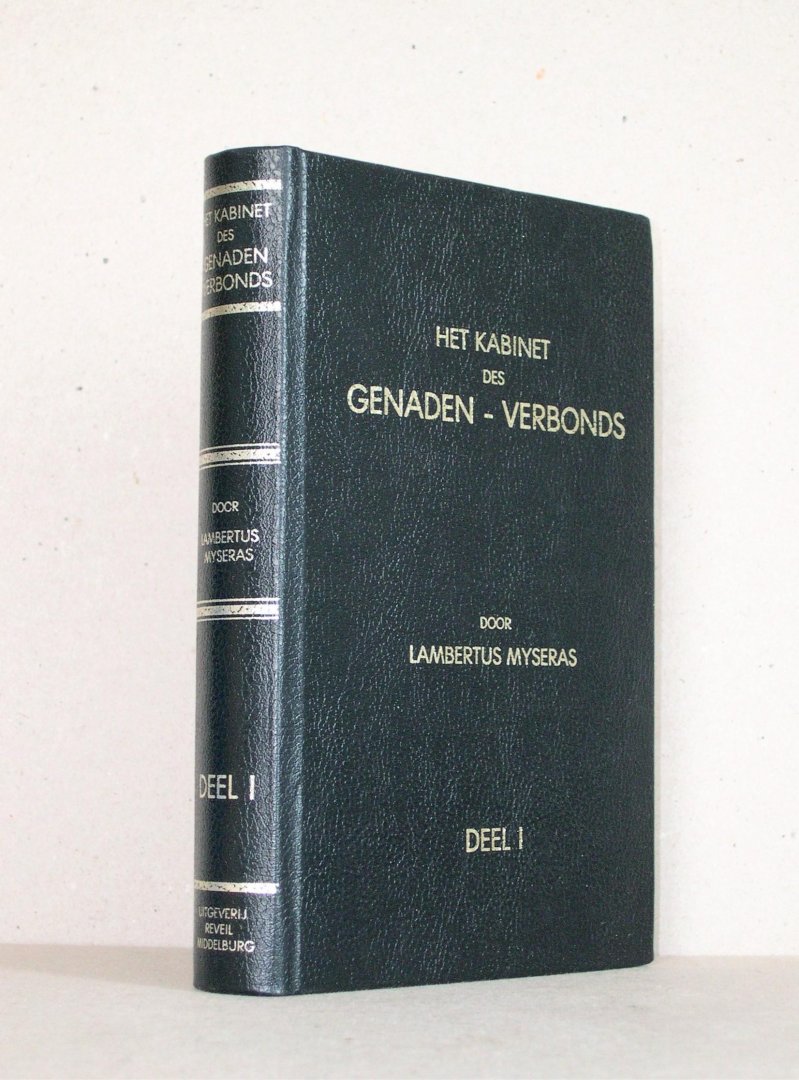 HET KABINET
DES
GENADEN
VERBONDS
DOOR
LAMBERTUS
MYSERAS
DEEL I
UITGEVERIJ
REVEIL
MIDDELBURG
HET KABINET
DES
GENADEN - VERBONDS
DOOR
LAMBERTUS MYSERAS
DEEL I